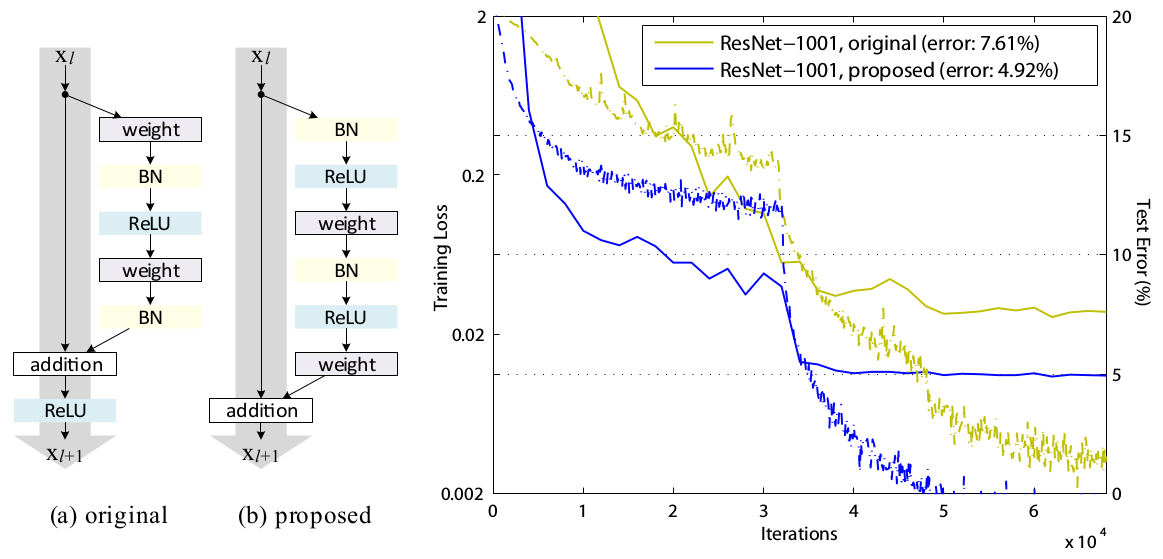 x_l
weight
BN
ReLU
weight
BN
addition
ReLU
x_{l+1}
(a) original
x_l
BN
ReLU
weight
BN
ReLU
weight
addition
x_{l+1}
(b) proposed
ResNet−1001, original (error: 7.61%)
ResNet−1001, proposed (error: 4.92%)
Training Loss
2
0.2
0.02
0.002
Test Error (%)
20
15
10
5
0
0 1 2 3 4 5 6
Iterations
x 10^4